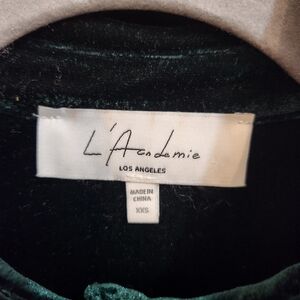 L'Academie
LOS ANGELES
MADE IN
CHINA
XXS